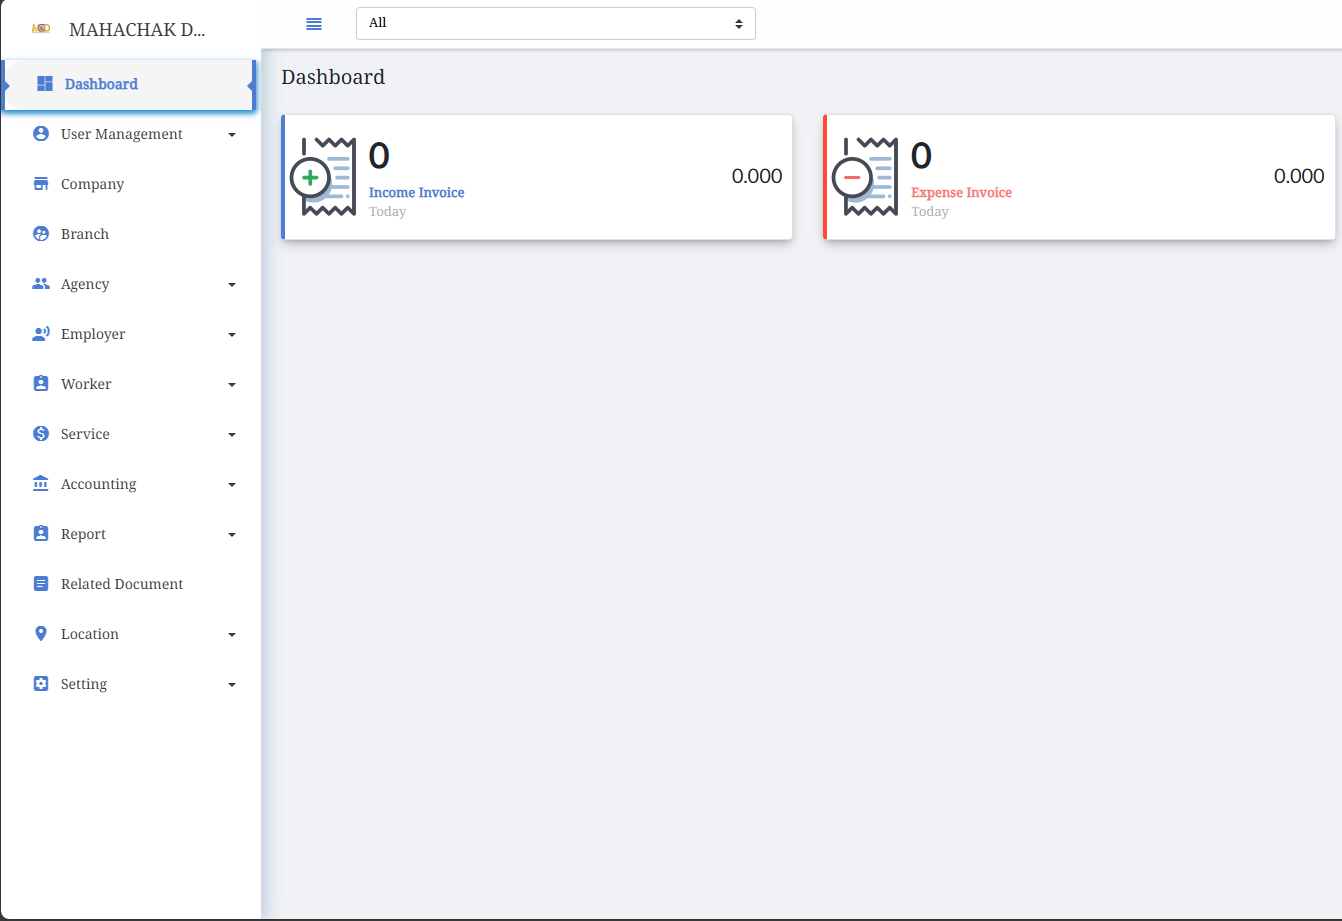 MCD
MAHACHAK D...
All
Dashboard
User Management
Company
Branch
Agency
Employer
Worker
Service
Accounting
Report
Related Document
Location
Setting
Dashboard
0
Income Invoice
Today
0.000
0
Expense Invoice
Today
0.000